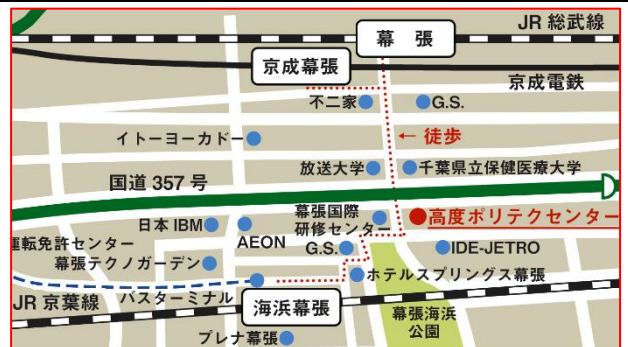 JR 総武線
幕 張
京成幕張
京成電鉄
不二家
G.S.
イトーヨーカドー
← 徒歩
放送大学
千葉県立保健医療大学
国道 357 号
日本 IBM
AEON
幕張国際
研修センター
高度ポリテクセンター
運転免許センター
G.S.
IDE-JETRO
幕張テクノガーデン
ホテルスプリングス幕張
JR 京葉線
バスターミナル
海浜幕張
幕張海浜
公園
プレナ幕張